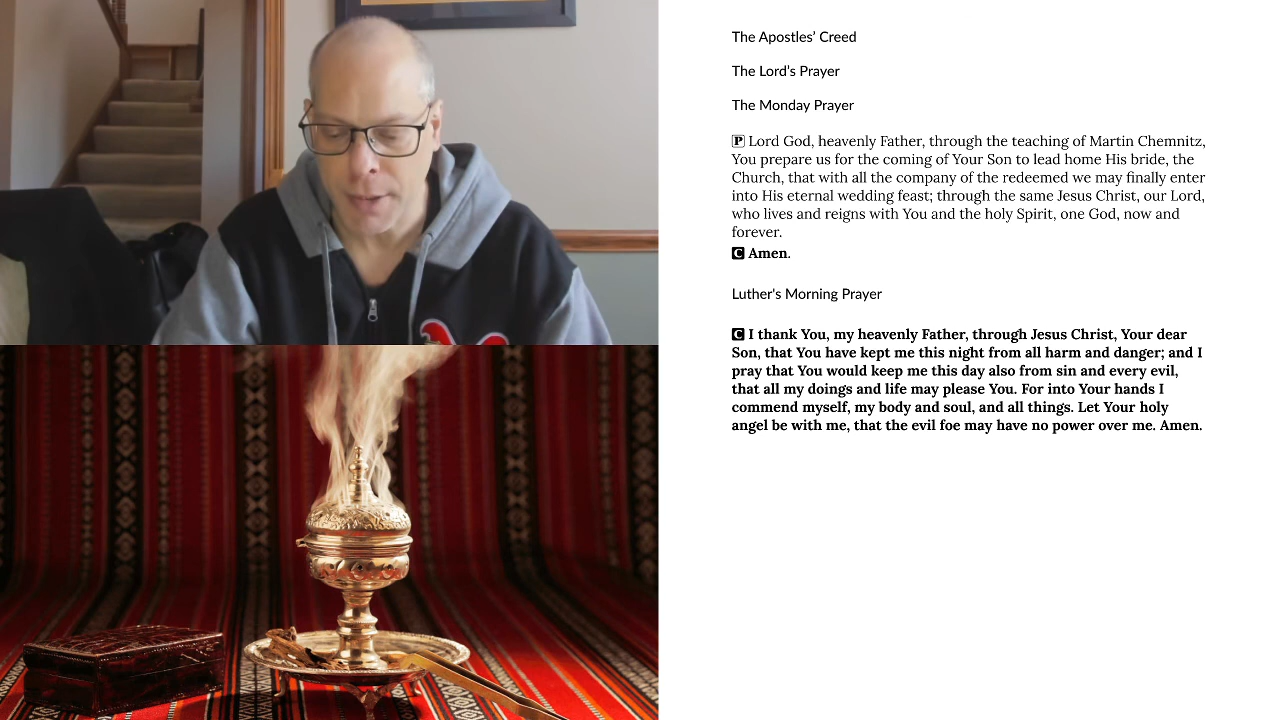 The Apostles’ Creed
The Lord's Prayer
The Monday Prayer
🄿 Lord God, heavenly Father, through the teaching of Martin Chemnitz,
You prepare us for the coming of Your Son to lead home His bride, the
Church, that with all the company of the redeemed we may finally enter
into His eternal wedding feast; through the same Jesus Christ, our Lord,
who lives and reigns with You and the holy Spirit, one God, now and
forever.
🅲 Amen.
Luther's Morning Prayer
🅲 I thank You, my heavenly Father, through Jesus Christ, Your dear
Son, that You have kept me this night from all harm and danger; and I
pray that You would keep me this day also from sin and every evil,
that all my doings and life may please You. For into Your hands I
commend myself, my body and soul, and all things. Let Your holy
angel be with me, that the evil foe may have no power over me. Amen.